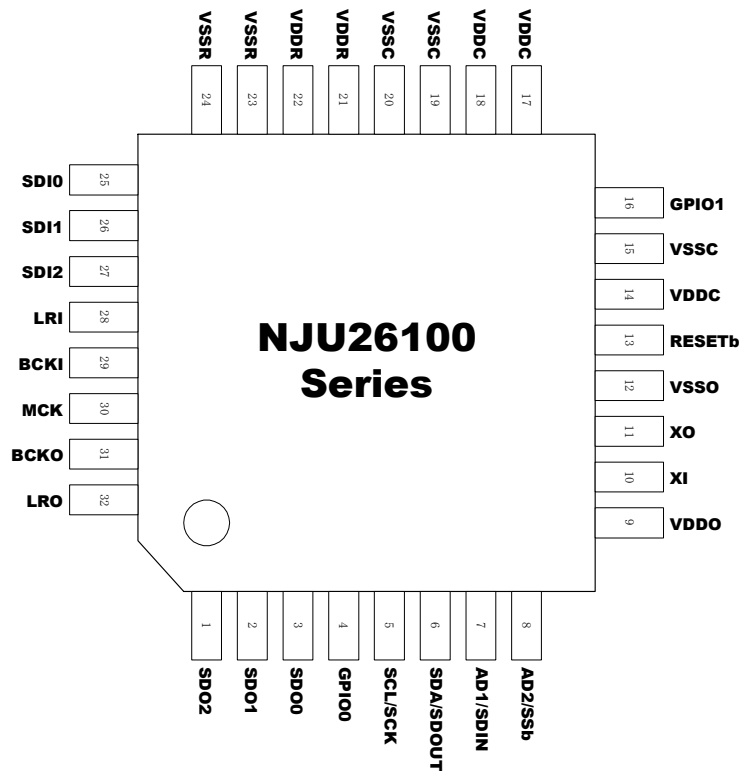 VSSR
VSSR
VDDR
VDDR
VSSC
VSSC
VDDC
VDDC
24
23
22
21
20
19
18
17
SDI0
25
SDI1
26
SDI2
27
LRI
28
BCKI
29
MCK
30
BCKO
31
LRO
32
NJU26100
Series
16
GPIO1
15
VSSC
14
VDDC
13
RESETb
12
VSSO
11
XO
10
XI
9
VDDO
1
2
3
4
5
6
7
8
SDO2
SDO1
SDO0
GPIO0
SCL/SCK
SDA/SDOUT
AD1/SDIN
AD2/SSb